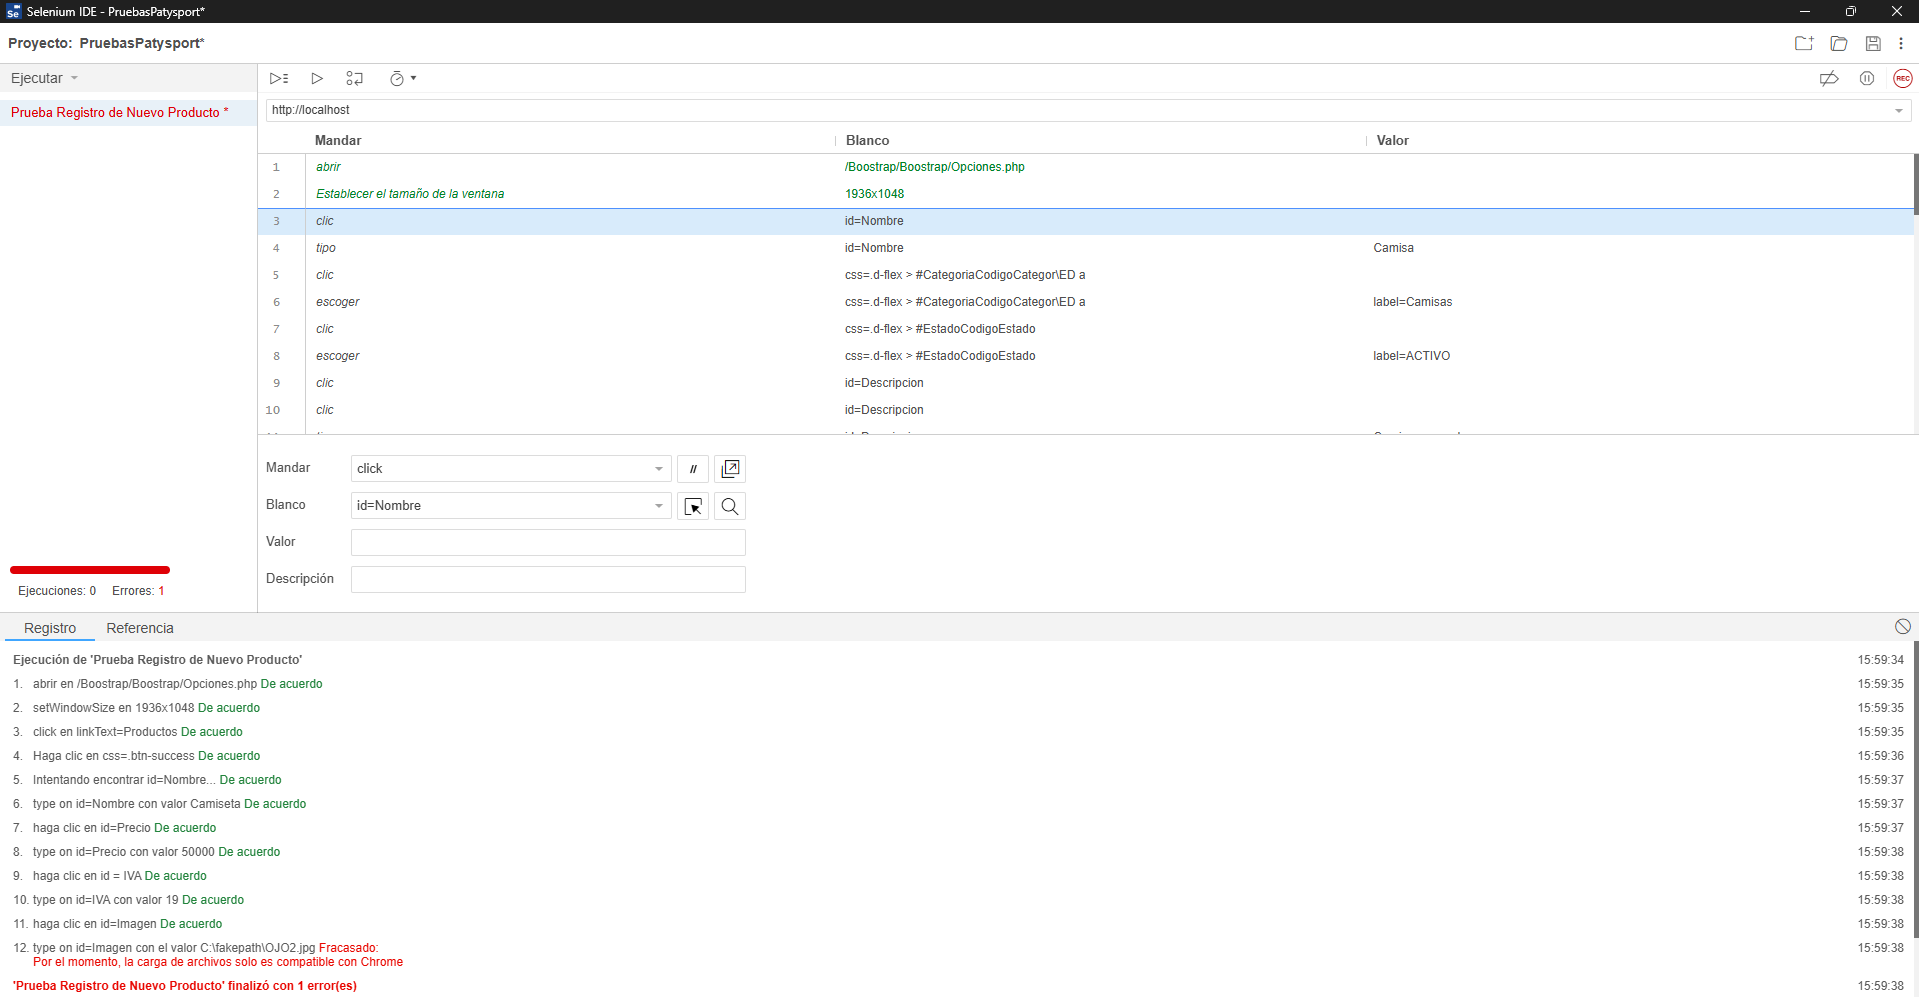 Selenium IDE - PruebasPatysport*
Proyecto: PruebasPatysport*
Ejecutar
REC
Prueba Registro de Nuevo Producto *
http://localhost
Mandar Blanco Valor
1 abrir /Boostrap/Boostrap/Opciones.php
2 Establecer el tamaño de la ventana 1936x1048
3 clic id=Nombre
4 tipo id=Nombre Camisa
5 clic css=.d-flex > #CategoriaCodigoCategor\ED a
6 escoger css=.d-flex > #CategoriaCodigoCategor\ED a label=Camisas
7 clic css=.d-flex > #EstadoCodigoEstado
8 escoger css=.d-flex > #EstadoCodigoEstado label=ACTIVO
9 clic id=Descripcion
10 clic id=Descripcion
Mandar click //
Blanco id=Nombre
Valor
Descripción
Ejecuciones: 0 Errores: 1
Registro Referencia
Ejecución de 'Prueba Registro de Nuevo Producto' 15:59:34
1. abrir en /Boostrap/Boostrap/Opciones.php De acuerdo 15:59:35
2. setWindowSize en 1936x1048 De acuerdo 15:59:35
3. click en linkText=Productos De acuerdo 15:59:35
4. Haga clic en css=.btn-success De acuerdo 15:59:36
5. Intentando encontrar id=Nombre... De acuerdo 15:59:37
6. type on id=Nombre con valor Camiseta De acuerdo 15:59:37
7. haga clic en id=Precio De acuerdo 15:59:37
8. type on id=Precio con valor 50000 De acuerdo 15:59:38
9. haga clic en id = IVA De acuerdo 15:59:38
10. type on id=IVA con valor 19 De acuerdo 15:59:38
11. haga clic en id=Imagen De acuerdo 15:59:38
12. type on id=Imagen con el valor C:\fakepath\OJO2.jpg Fracasado: 15:59:38
Por el momento, la carga de archivos solo es compatible con Chrome
'Prueba Registro de Nuevo Producto' finalizó con 1 error(es) 15:59:38